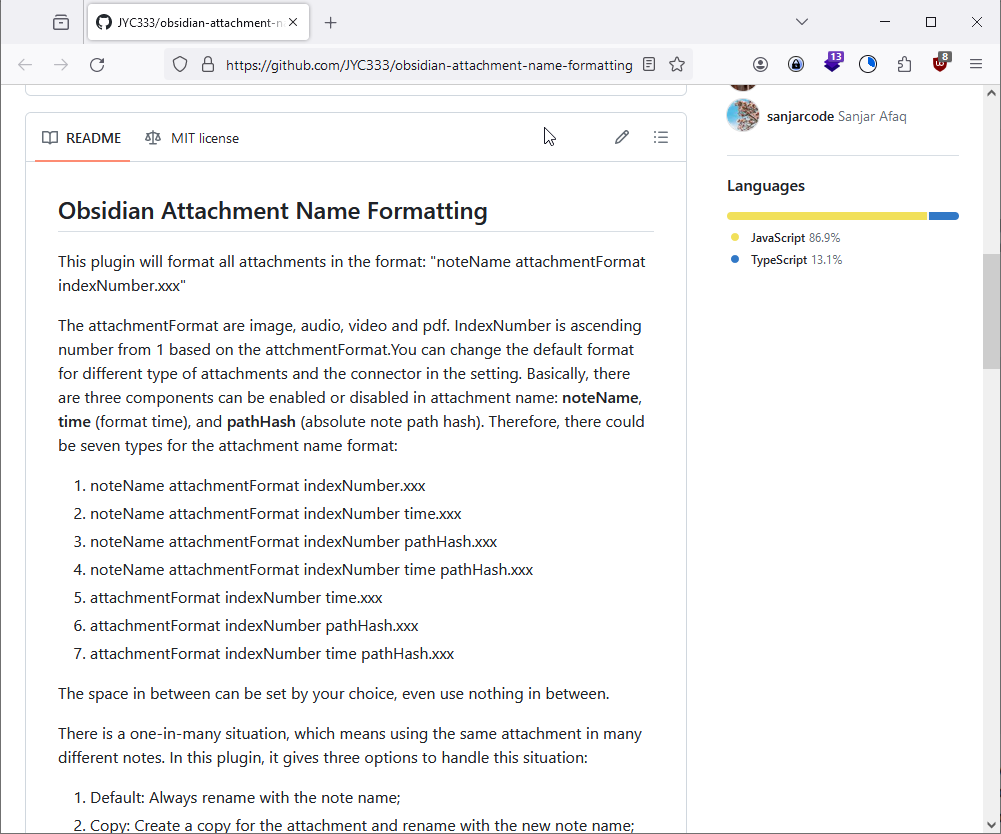 JYC333/obsidian-attachment-n
https://github.com/JYC333/obsidian-attachment-name-formatting
13
8
README
MIT license
sanjarcode Sanjar Afaq
Languages
JavaScript 86.9%
TypeScript 13.1%
Obsidian Attachment Name Formatting
This plugin will format all attachments in the format: "noteName attachmentFormat
indexNumber.xxx"
The attachmentFormat are image, audio, video and pdf. IndexNumber is ascending
number from 1 based on the attchmentFormat.You can change the default format
for different type of attachments and the connector in the setting. Basically, there
are three components can be enabled or disabled in attachment name: noteName,
time (format time), and pathHash (absolute note path hash). Therefore, there could
be seven types for the attachment name format:
1. noteName attachmentFormat indexNumber.xxx
2. noteName attachmentFormat indexNumber time.xxx
3. noteName attachmentFormat indexNumber pathHash.xxx
4. noteName attachmentFormat indexNumber time pathHash.xxx
5. attachmentFormat indexNumber time.xxx
6. attachmentFormat indexNumber pathHash.xxx
7. attachmentFormat indexNumber time pathHash.xxx
The space in between can be set by your choice, even use nothing in between.
There is a one-in-many situation, which means using the same attachment in many
different notes. In this plugin, it gives three options to handle this situation:
1. Default: Always rename with the note name;
2. Copy: Create a copy for the attachment and rename with the new note name;